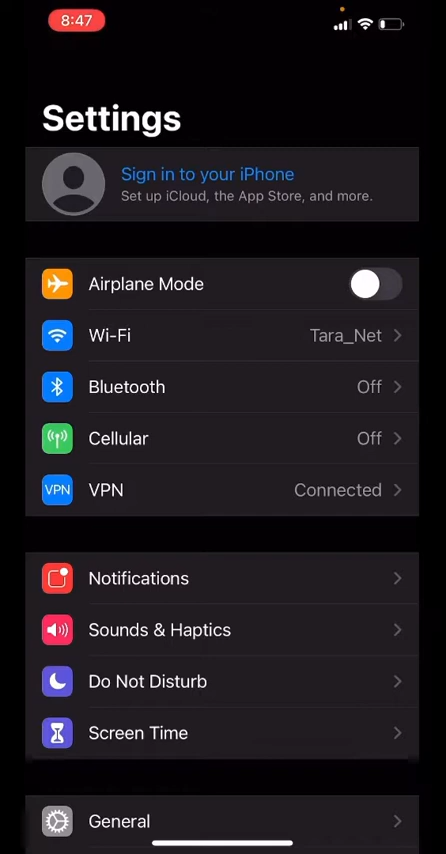 8:47
Settings
Sign in to your iPhone
Set up iCloud, the App Store, and more.
Airplane Mode
Wi-Fi Tara_Net
Bluetooth Off
Cellular Off
VPN VPN Connected
Notifications
Sounds & Haptics
Do Not Disturb
Screen Time
General